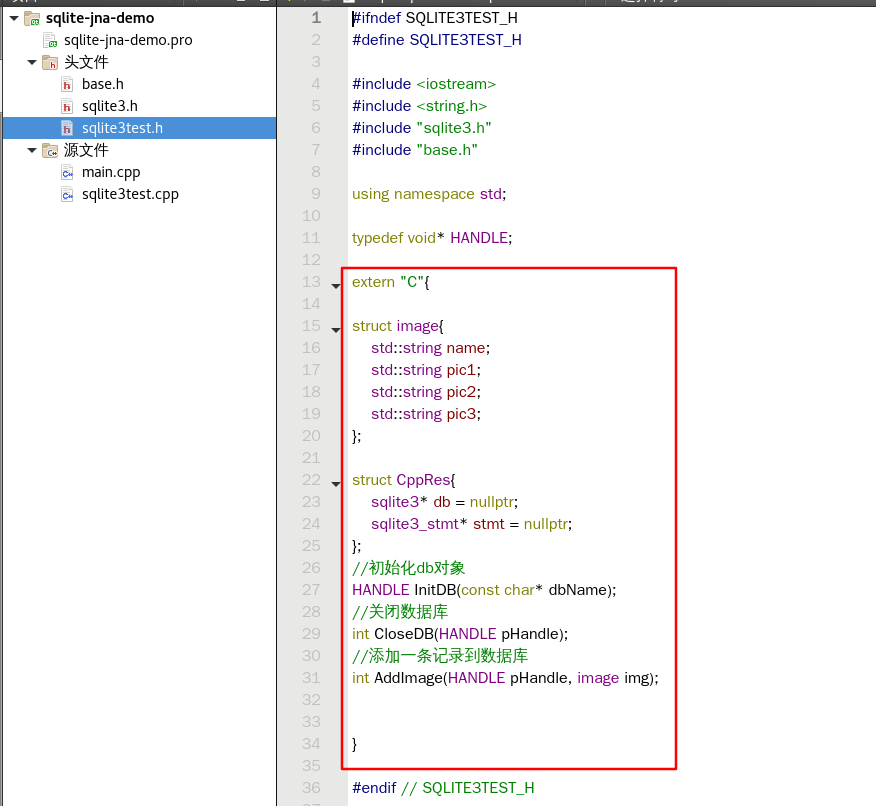 sqlite-jna-demo
sqlite-jna-demo.pro
头文件
base.h
sqlite3.h
sqlite3test.h
源文件
main.cpp
sqlite3test.cpp
1 #ifndef SQLITE3TEST_H
2 #define SQLITE3TEST_H
3
4 #include <iostream>
5 #include <string.h>
6 #include "sqlite3.h"
7 #include "base.h"
8
9 using namespace std;
10
11 typedef void* HANDLE;
12
13 extern "C"{
14
15 struct image{
16 std::string name;
17 std::string pic1;
18 std::string pic2;
19 std::string pic3;
20 };
21
22 struct CppRes{
23 sqlite3* db = nullptr;
24 sqlite3_stmt* stmt = nullptr;
25 };
26 //初始化db对象
27 HANDLE InitDB(const char* dbName);
28 //关闭数据库
29 int CloseDB(HANDLE pHandle);
30 //添加一条记录到数据库
31 int AddImage(HANDLE pHandle, image img);
32
33
34 }
35
36 #endif // SQLITE3TEST_H